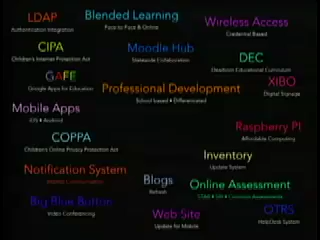 LDAP
Authentication Integration
Blended Learning
Face to Face & Online
Wireless Access
Credential Based
CIPA
Children's Internet Protection Act
Moodle Hub
Statewide Collaboration
DEC
Dearborn Educational Curriculum
GAFE
Google Apps for Education
Professional Development
School based • Differentiated
XIBO
Digital Signage
Mobile Apps
iOS • Android
COPPA
Children's Online Privacy Protection Act
Raspberry PI
Affordable Computing
Notification System
Inventory
Update System
Blogs
Refresh
Online Assessment
Big Blue Button
Video Conferencing
Web Site
Update for Mobile
OTRS
HelpDesk System